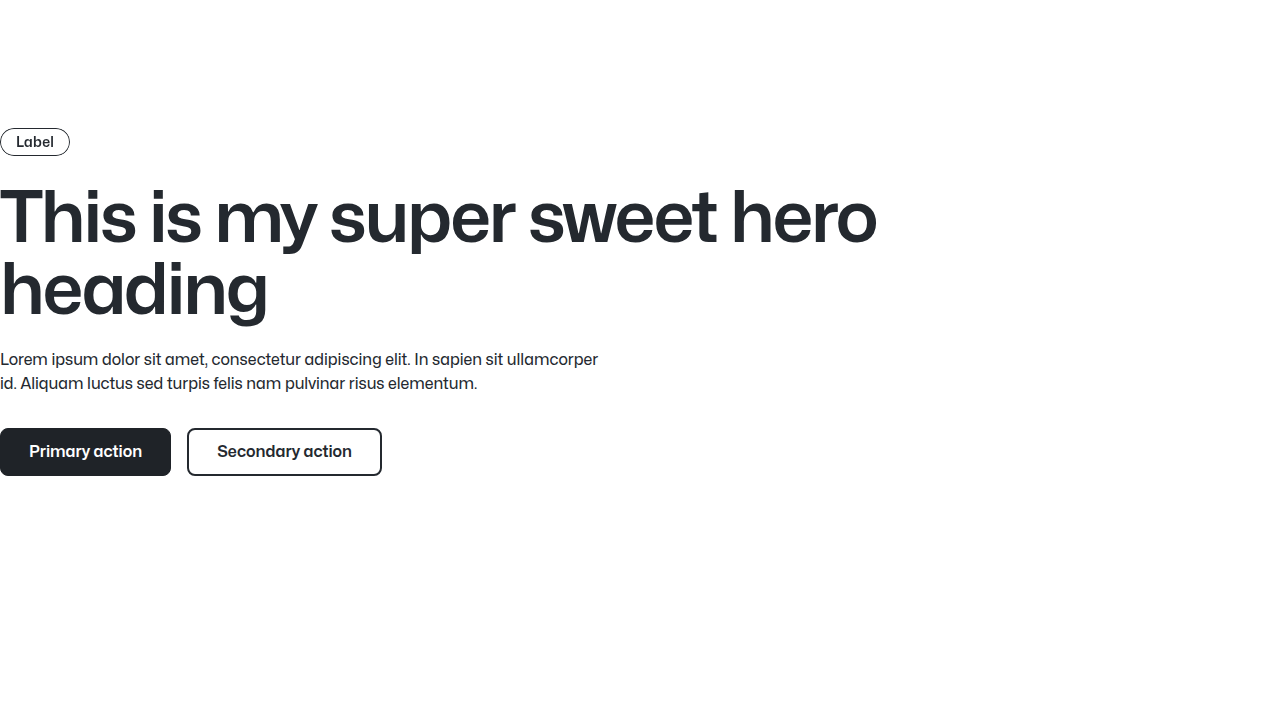 Label
This is my super sweet hero
heading
Lorem ipsum dolor sit amet, consectetur adipiscing elit. In sapien sit ullamcorper
id. Aliquam luctus sed turpis felis nam pulvinar risus elementum.
Primary action
Secondary action